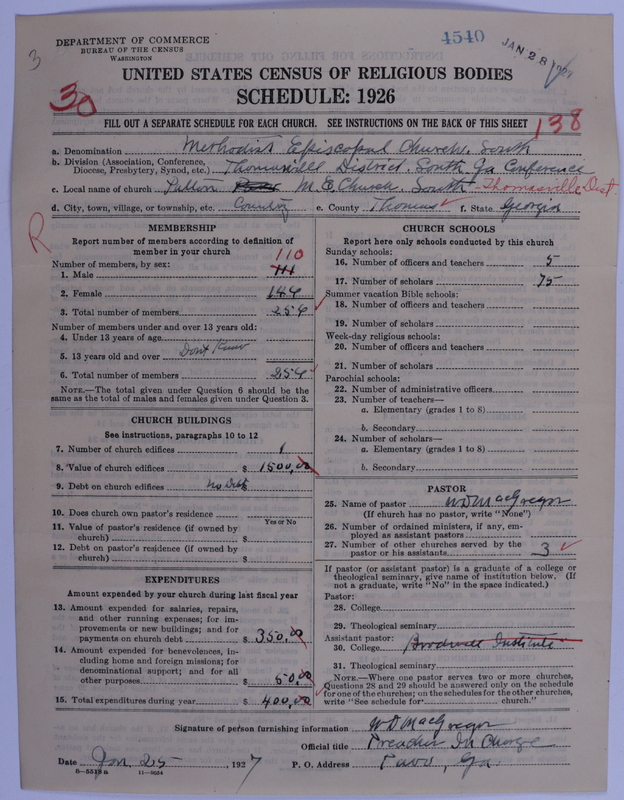 3
DEPARTMENT OF COMMERCE
BUREAU OF THE CENSUS
WASHINGTON
4540
JAN 28 1927
UNITED STATES CENSUS OF RELIGIOUS BODIES
SCHEDULE: 1926
30
FILL OUT A SEPARATE SCHEDULE FOR EACH CHURCH. SEE INSTRUCTIONS ON THE BACK OF THIS SHEET
138
a. Denomination Methodist Episcopal Church, South
b. Division (Association, Conference, Diocese, Presbytery, Synod, etc.) Thomasville District. South Ga Conference
c. Local name of church M E Church. South - Thomasville Dist
d. City, town, village, or township, etc. Country e. County Thomas f. State Georgia
R
MEMBERSHIP
Report number of members according to definition of member in your church
Number of members, by sex:
110
1. Male 111
2. Female 144
3. Total number of members 254
Number of members under and over 13 years old:
4. Under 13 years of age
Don't Know
5. 13 years old and over
6. Total number of members 254
NOTE.—The total given under Question 6 should be the same as the total of males and females given under Question 3.
CHURCH BUILDINGS
See instructions, paragraphs 10 to 12
7. Number of church edifices 1
8. Value of church edifices $ 1500,00
9. Debt on church edifices No Debt $
10. Does church own pastor's residence
Yes or No
11. Value of pastor's residence (if owned by church) $
12. Debt on pastor's residence (if owned by church) $
EXPENDITURES
Amount expended by your church during last fiscal year
13. Amount expended for salaries, repairs, and other running expenses; for improvements or new buildings; and for payments on church debt $ 350,00
14. Amount expended for benevolences, including home and foreign missions; for denominational support; and for all other purposes $ 50,00
15. Total expenditures during year $ 400,00
CHURCH SCHOOLS
Report here only schools conducted by this church
Sunday schools:
16. Number of officers and teachers 5
17. Number of scholars 75
Summer vacation Bible schools:
18. Number of officers and teachers
19. Number of scholars
Week-day religious schools:
20. Number of officers and teachers
21. Number of scholars
Parochial schools:
22. Number of administrative officers
23. Number of teachers—
a. Elementary (grades 1 to 8)
b. Secondary
24. Number of scholars—
a. Elementary (grades 1 to 8)
b. Secondary
PASTOR
25. Name of pastor W D MacGregor
(If church has no pastor, write "None")
26. Number of ordained ministers, if any, employed as assistant pastors
27. Number of other churches served by the pastor or his assistants 3
If pastor (or assistant pastor) is a graduate of a college or theological seminary, give name of institution below. (If not a graduate, write "No" in the space indicated.)
Pastor:
28. College
29. Theological seminary
Assistant pastor:
30. College Institute
31. Theological seminary
NOTE.—Where one pastor serves two or more churches, Questions 28 and 29 should be answered only on the schedule for one of the churches; on the schedules for the other churches, write "See schedule for church."
Signature of person furnishing information W D MacGregor
Official title Preacher In Charge
Date Jan 25, 1927 P. O. Address Pavo, Ga.
8-5518a 11-9054